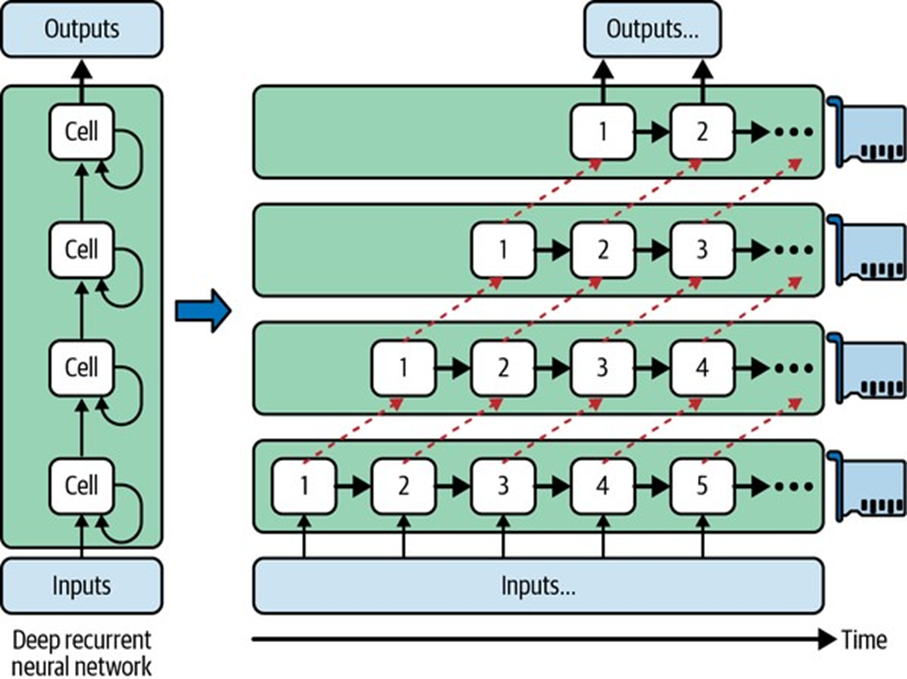 Outputs
Outputs...
Cell
1 2
Cell
1 2 3
Cell
1 2 3 4
Cell
1 2 3 4 5
Inputs
Inputs...
Deep recurrent
neural network
Time